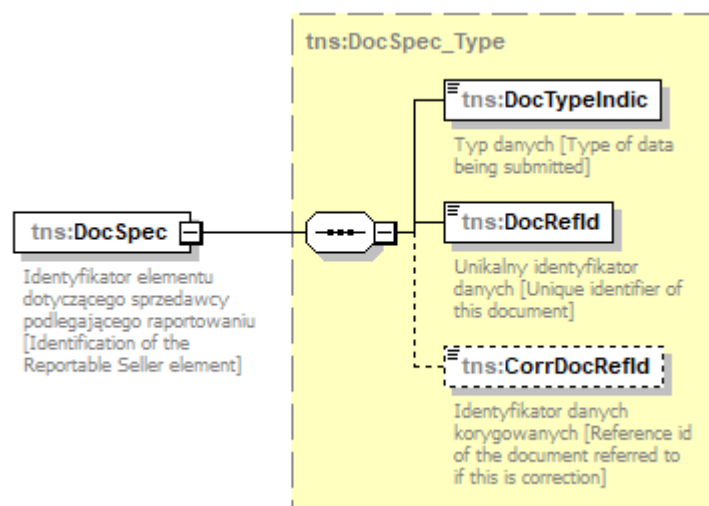 tns:DocSpec_Type
tns:DocTypeIndic
Typ danych [Type of data
being submitted]
tns:DocSpec
Identyfikator elementu
dotyczącego sprzedawcy
podlegającego raportowaniu
[Identification of the
Reportable Seller element]
tns:DocRefId
Unikalny identyfikator
danych [Unique identifier of
this document]
tns:CorrDocRefId
Identyfikator danych
korygowanych [Reference id
of the document referred to
if this is correction]